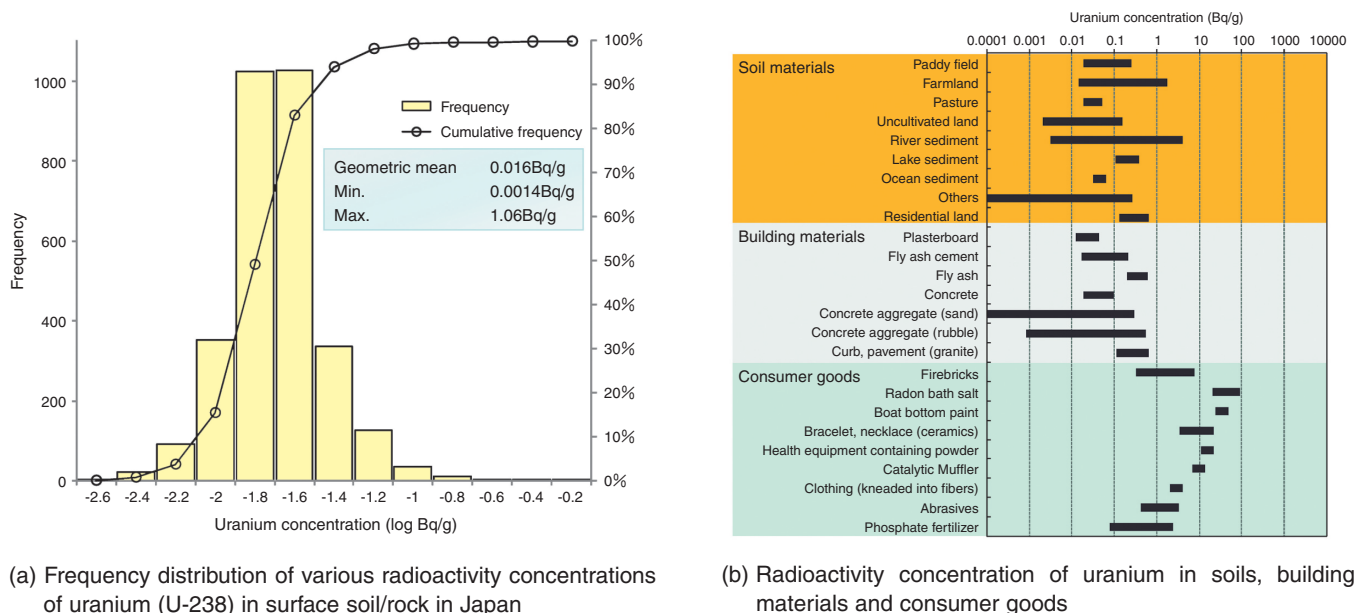 1000
800
600
400
200
0
Frequency
100%
90%
80%
70%
60%
50%
40%
30%
20%
10%
0%
Frequency
Cumulative frequency
Geometric mean 0.016Bq/g
Min. 0.0014Bq/g
Max. 1.06Bq/g
-2.6 -2.4 -2.2 -2 -1.8 -1.6 -1.4 -1.2 -1 -0.8 -0.6 -0.4 -0.2
Uranium concentration (log Bq/g)
(a) Frequency distribution of various radioactivity concentrations
of uranium (U-238) in surface soil/rock in Japan
Uranium concentration (Bq/g)
0.0001 0.001 0.01 0.1 1 10 100 1000 10000
Soil materials
Paddy field
Farmland
Pasture
Uncultivated land
River sediment
Lake sediment
Ocean sediment
Others
Residential land
Building materials
Plasterboard
Fly ash cement
Fly ash
Concrete
Concrete aggregate (sand)
Concrete aggregate (rubble)
Curb, pavement (granite)
Consumer goods
Firebricks
Radon bath salt
Boat bottom paint
Bracelet, necklace (ceramics)
Health equipment containing powder
Catalytic Muffler
Clothing (kneaded into fibers)
Abrasives
Phosphate fertilizer
(b) Radioactivity concentration of uranium in soils, building
materials and consumer goods